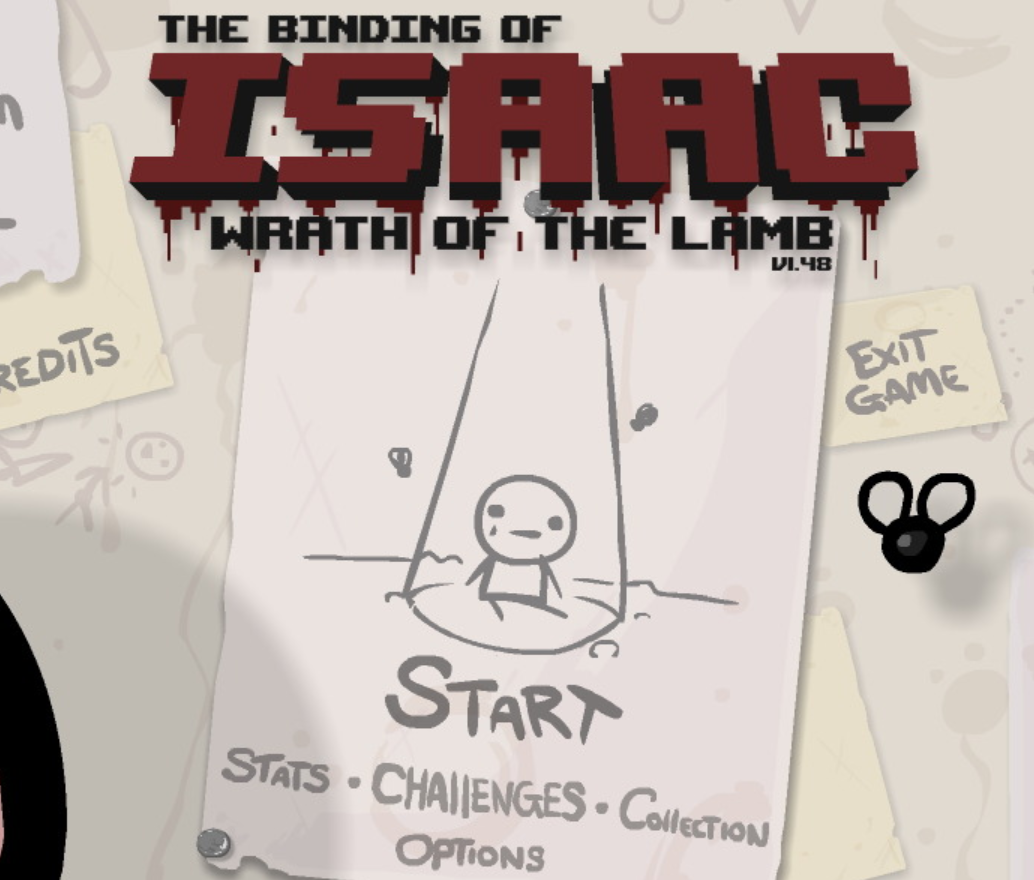 THE BINDING OF
ISAAC
WRATH OF THE LAMB
V1.48
REDITS
EXIT
GAME
START
STATS • CHALLENGES • COLLECTION
OPTIONS